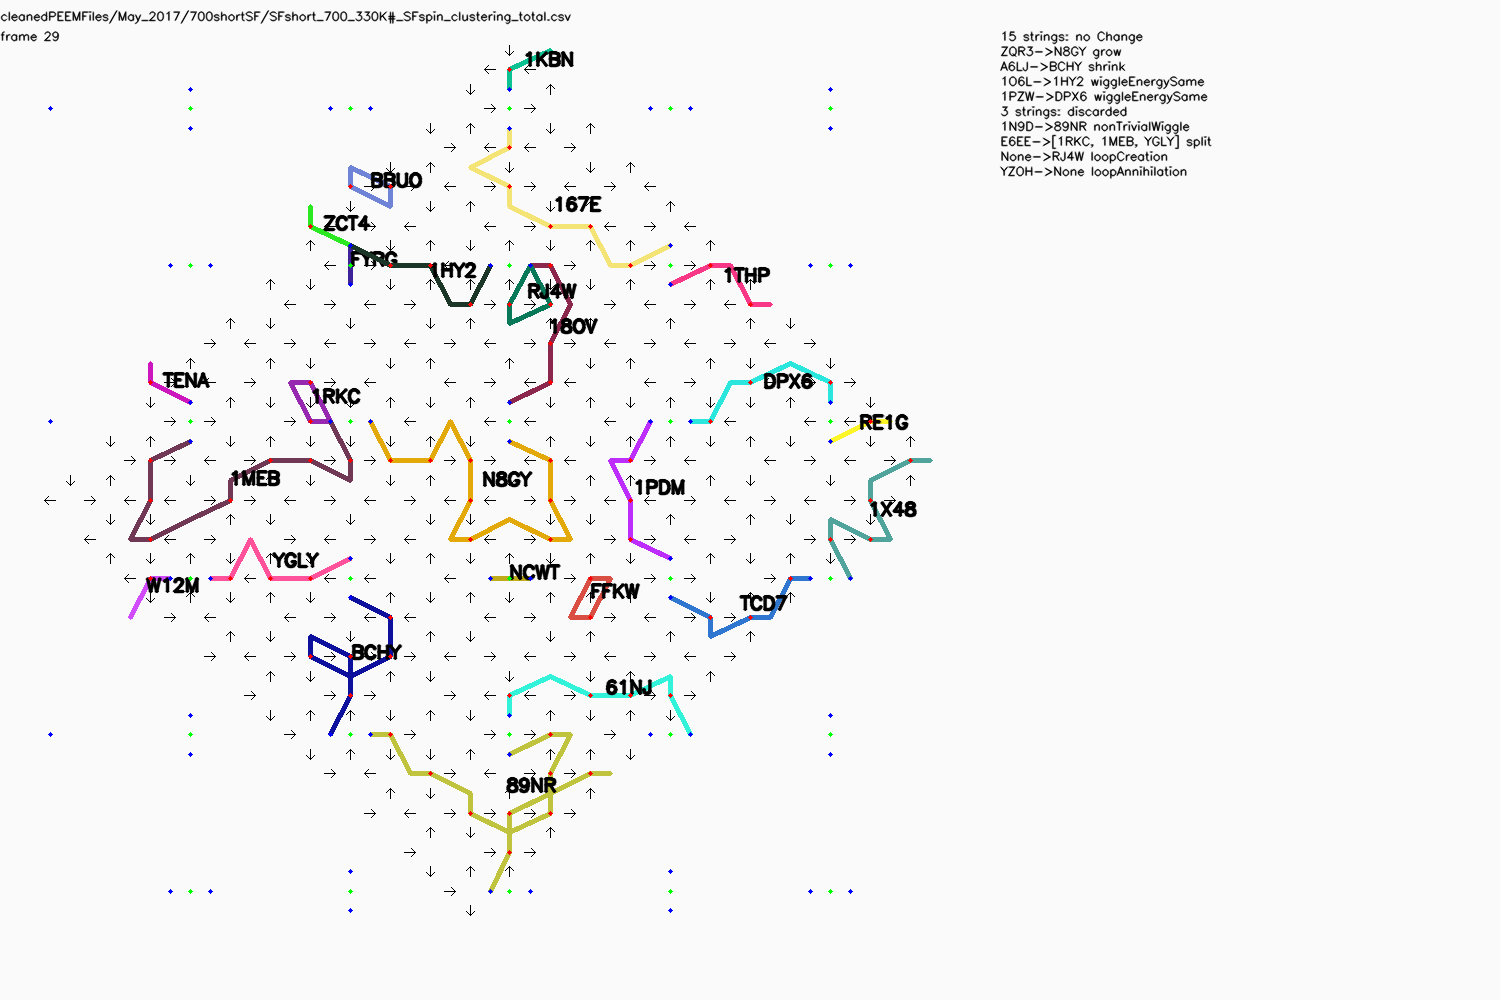 cleanedPEEMFiles/May_2017/700shortSF/SFshort_700_330K#_SFspin_clustering_total.csv
frame 29
15 strings: no Change
ZQR3->N8GY grow
A6LJ->BCHY shrink
1O6L->1HY2 wiggleEnergySame
1PZW->DPX6 wiggleEnergySame
3 strings: discarded
1N9D->89NR nonTrivialWiggle
E6EE->[1RKC, 1MEB, YGLY] split
None->RJ4W loopCreation
YZ0H->None loopAnnihilation
1KBN
BBUO
167E
ZCT4
FYRG
1HY2
1THP
RJ4W
18OV
TENA
1RKC
DPX6
RE1G
1MEB
N8GY
1PDM
1X48
YGLY
NCWT
W12M
FFKW
TCD7
BCHY
61NJ
89NR